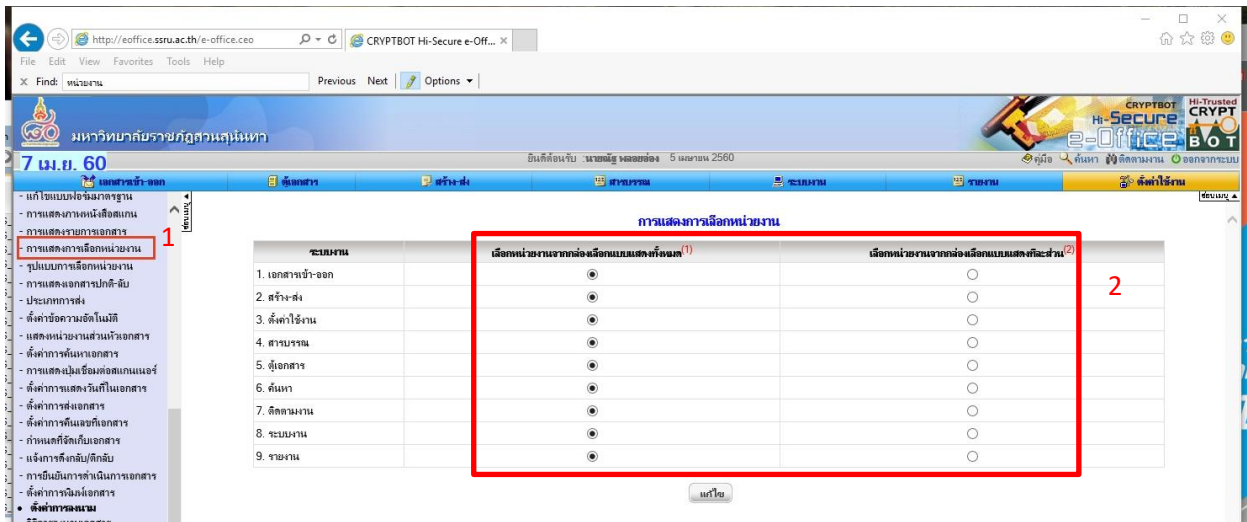 http://eoffice.ssru.ac.th/e-office.ceo
CRYPTBOT Hi-Secure e-Off...
File Edit View Favorites Tools Help
× Find: หน่วยงาน Previous Next Options
มหาวิทยาลัยราชภัฏสวนสุนันทา
CRYPTBOT
Hi-Secure
e-Office
Hi-Trusted
CRYPT
BOT
7 เม.ย. 60
ยินดีต้อนรับ : 5 เมษายน 2560
คู่มือ ค้นหา ติดตามงาน ออกจากระบบ
เอกสารเข้า-ออก ตู้เอกสาร สร้าง-ส่ง สารบรรณ ระบบงาน รายงาน ตั้งค่าใช้งาน
ซ่อนเมนู
ซ่อนเมนู
- แก้ไขแบบฟอร์มมาตรฐาน
- การแสดงภาพหนังสือสแกน
- การแสดงรายการเอกสาร
- การแสดงการเลือกหน่วยงาน
1
- รูปแบบการเลือกหน่วยงาน
- การแสดงเอกสารปกติ-ลับ
- ประเภทการส่ง
- ตั้งค่าข้อความอัตโนมัติ
- แสดงหน่วยงานส่วนหัวเอกสาร
- ตั้งค่าการค้นหาเอกสาร
- การแสดงปุ่มเชื่อมต่อสแกนเนอร์
- ตั้งค่าการแสดงวันที่ในเอกสาร
- ตั้งค่าการส่งเอกสาร
- ตั้งค่าการคืนเลขที่เอกสาร
- กำหนดที่จัดเก็บเอกสาร
- แจ้งการดึงกลับ/ตีกลับ
- การยืนยันการดำเนินการเอกสาร
- ตั้งค่าการพิมพ์เอกสาร
• ตั้งค่าการลงนาม
การแสดงการเลือกหน่วยงาน
ระบบงาน เลือกหน่วยงานจากกล่องเลือกแบบแสดงทั้งหมด(1) เลือกหน่วยงานจากกล่องเลือกแบบแสดงทีละส่วน(2)
1. เอกสารเข้า-ออก
2. สร้าง-ส่ง
3. ตั้งค่าใช้งาน
4. สารบรรณ
5. ตู้เอกสาร
6. ค้นหา
7. ติดตามงาน
8. ระบบงาน
9. รายงาน
2
แก้ไข